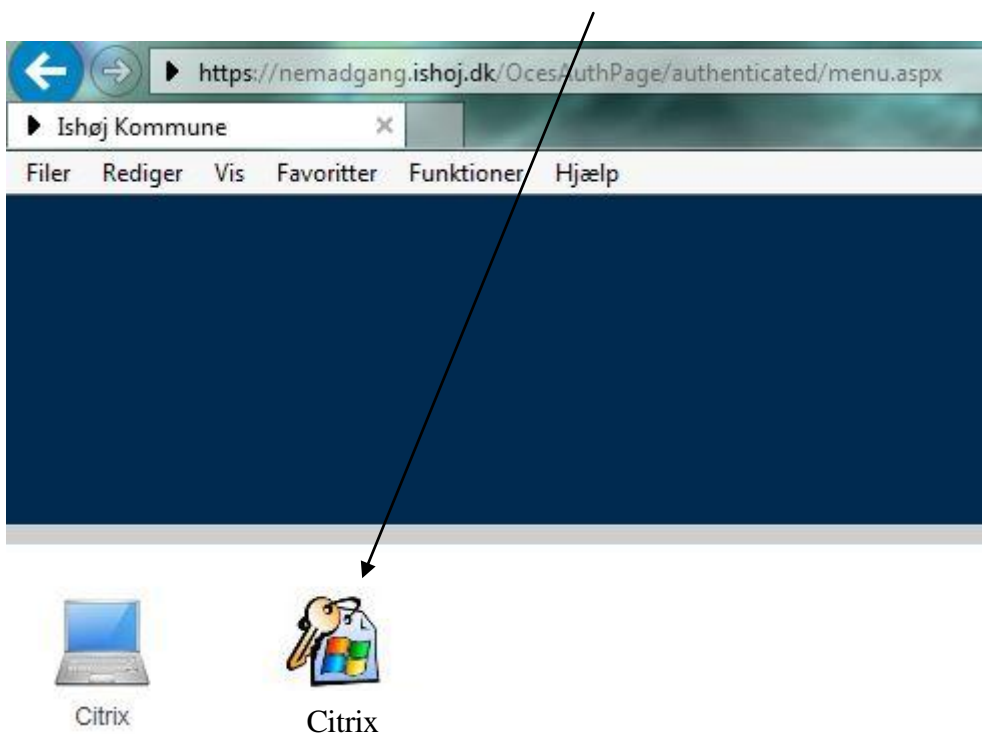 https://nemadgang.ishoj.dk/OcesAuthPage/authenticated/menu.aspx
Ishøj Kommune
Filer Rediger Vis Favoritter Funktioner Hjælp
Citrix Citrix